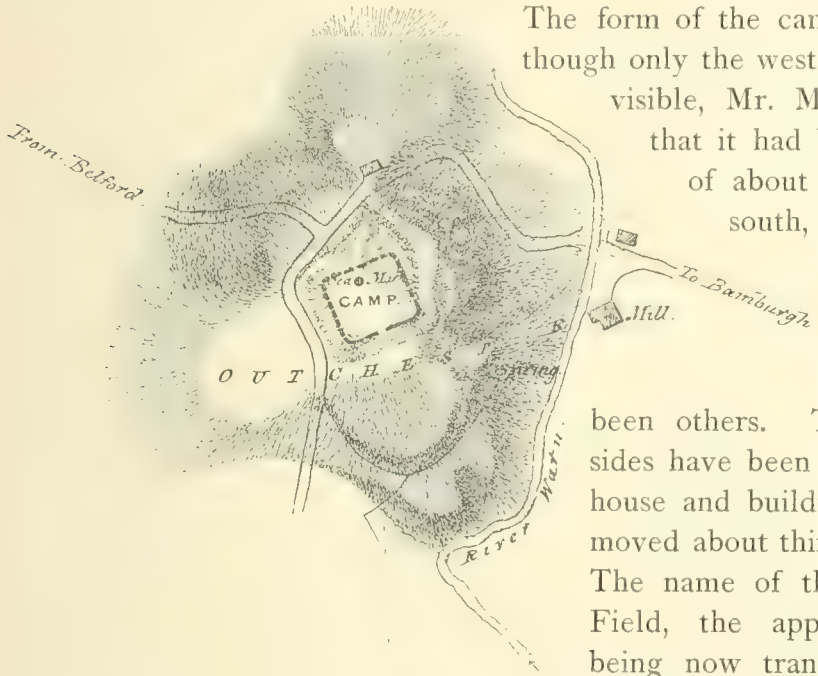 The form of the cam
though only the west
visible, Mr. M
that it had
of about
south,
From Belford
CAMP.
To Bamburgh
Mill.
OUTCHEST
Spring
River Warn.
been others. T
sides have been
house and build
moved about thir
The name of th
Field, the app
being now tran